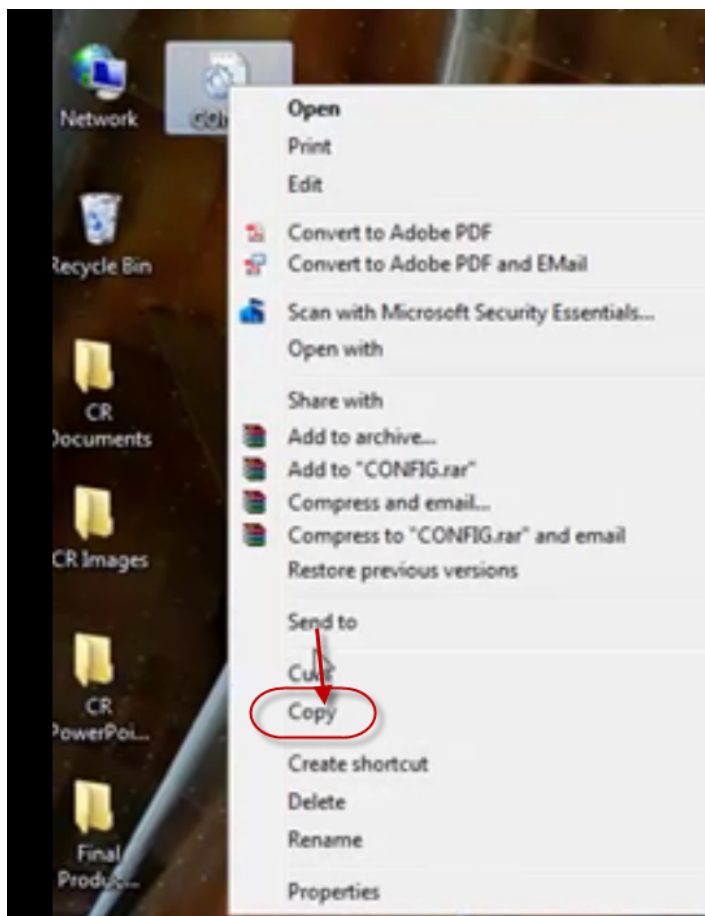 Network
Recycle Bin
CR
Documents
CR Images
CR
PowerPoi...
Final
Produc...
Open
Print
Edit
Convert to Adobe PDF
Convert to Adobe PDF and EMail
Scan with Microsoft Security Essentials...
Open with
Share with
Add to archive...
Add to "CONFIG.rar"
Compress and email...
Compress to "CONFIG.rar" and email
Restore previous versions
Send to
Cut
Copy
Create shortcut
Delete
Rename
Properties